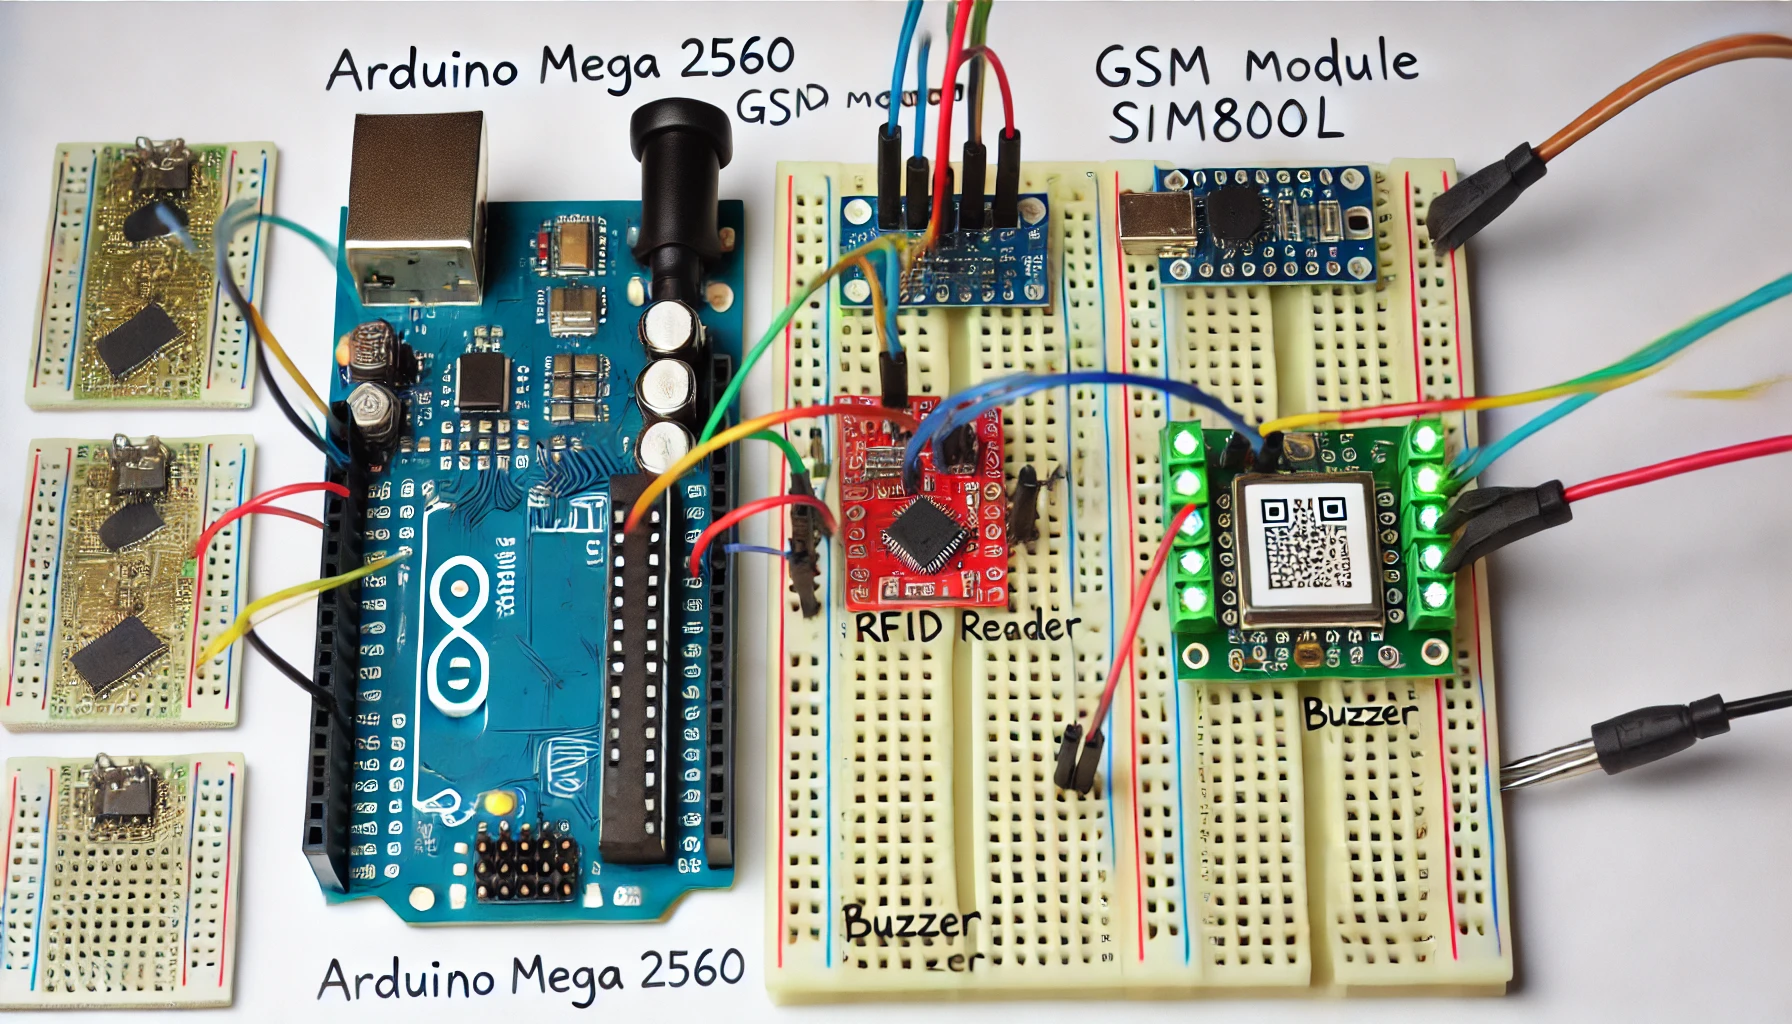 Arduino Mega 2560
GSM Module
SIM800L
RFID Reader
Buzzer
Buzzer
Arduino Mega 2560